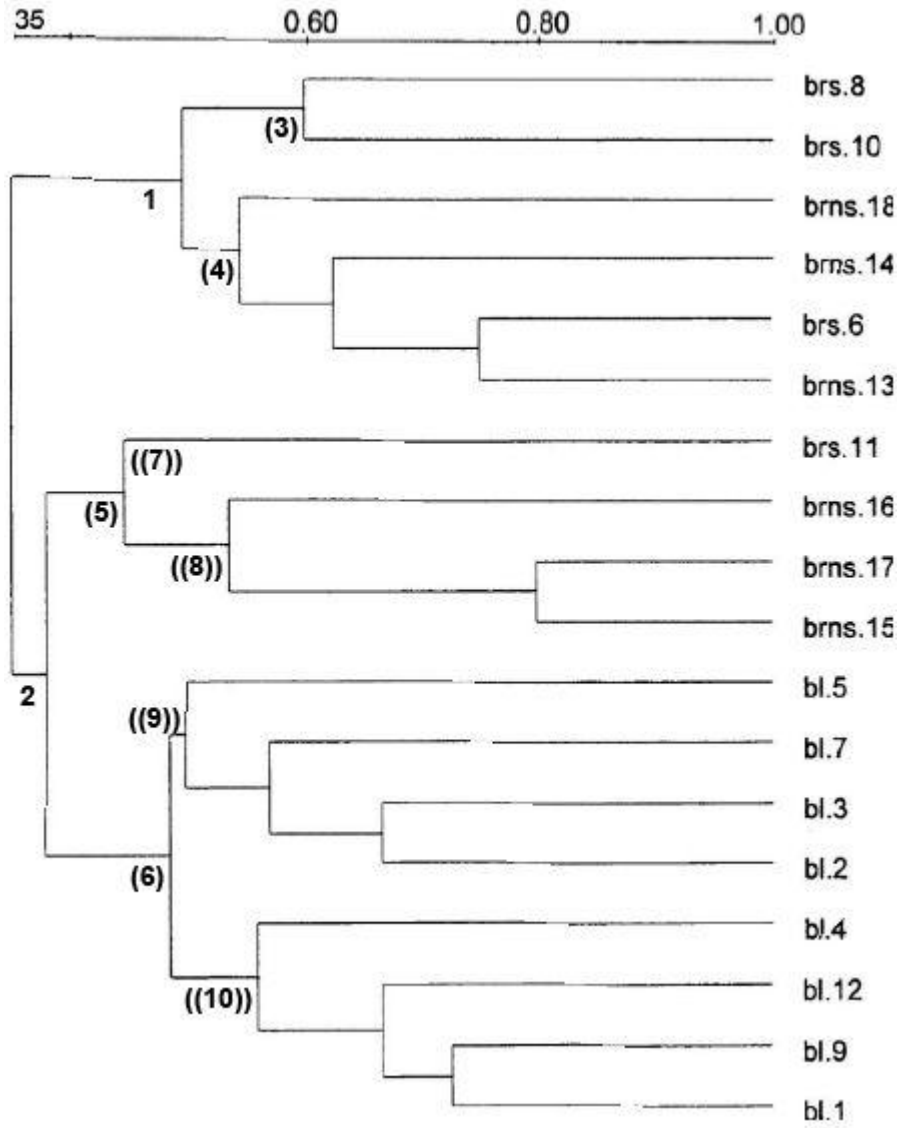 35 0.60 0.80 1.00
brs.8
(3)
brs.10
1
brns.18
(4)
brns.14
brs.6
brns.13
brs.11
((7))
(5)
brns.16
((8))
brns.17
brns.15
2
bl.5
((9))
bl.7
bl.3
(6)
bl.2
bl.4
((10))
bl.12
bl.9
bl.1